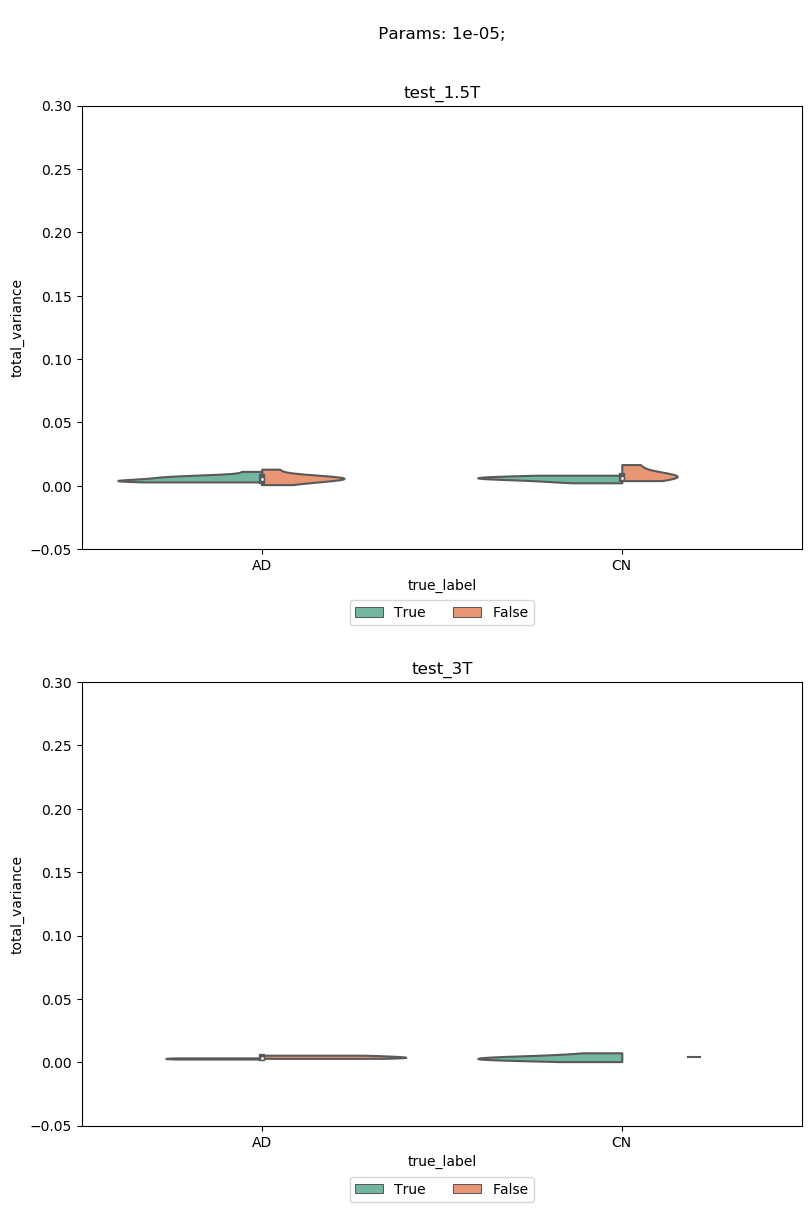 Params: 1e-05;
test_1.5T
0.30
0.25
0.20
0.15
0.10
0.05
0.00
−0.05
total_variance
AD CN
true_label
True False
test_3T
0.30
0.25
0.20
0.15
0.10
0.05
0.00
−0.05
total_variance
AD CN
true_label
True False